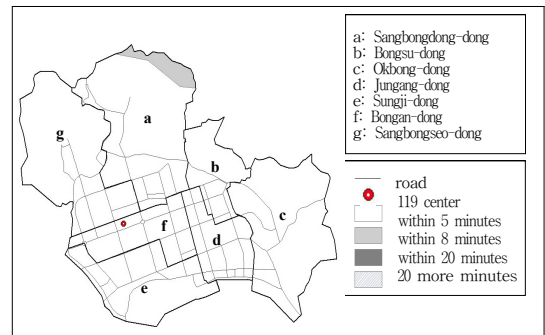 a
g
b
c
f
d
e
a: Sangbongdong-dong
b: Bongsu-dong
c: Okbong-dong
d: Jungang-dong
e: Sungji-dong
f: Bongan-dong
g: Sangbongseo-dong
road
119 center
within 5 minutes
within 8 minutes
within 20 minutes
20 more minutes